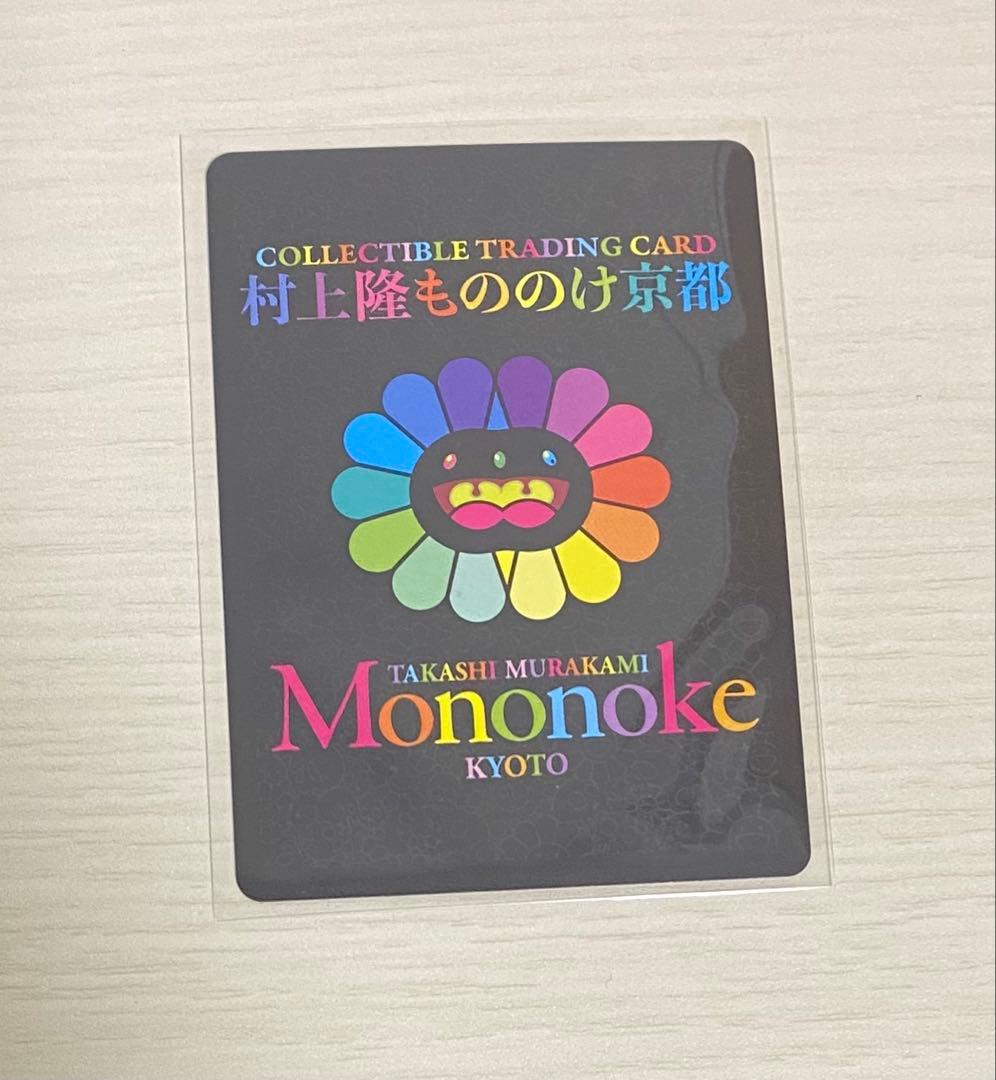 COLLECTIBLE TRADING CARD
村上隆もののけ京都
TAKASHI MURAKAMI
Mononoke
KYOTO